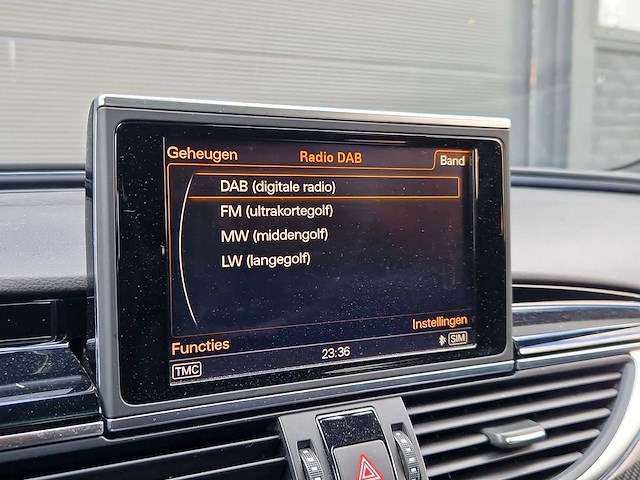 Geheugen
Radio DAB
Band
DAB (digitale radio)
FM (ultrakortegolf)
MW (middengolf)
LW (langegolf)
Instellingen
Functies
23:36
SIM
TMC